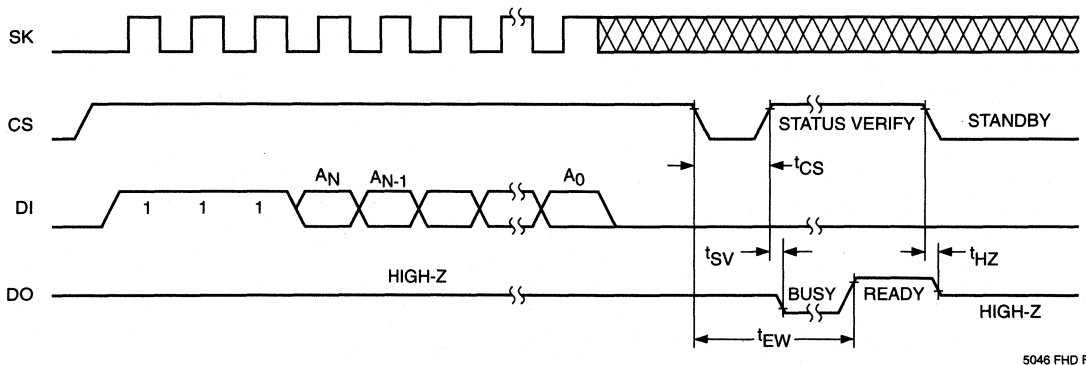 SK
CS
STATUS VERIFY
STANDBY
tCS
DI
1 1 1 AN AN-1 A0
tSV
tHZ
DO
HIGH-Z
BUSY
READY
HIGH-Z
tEW
5046 FHD F